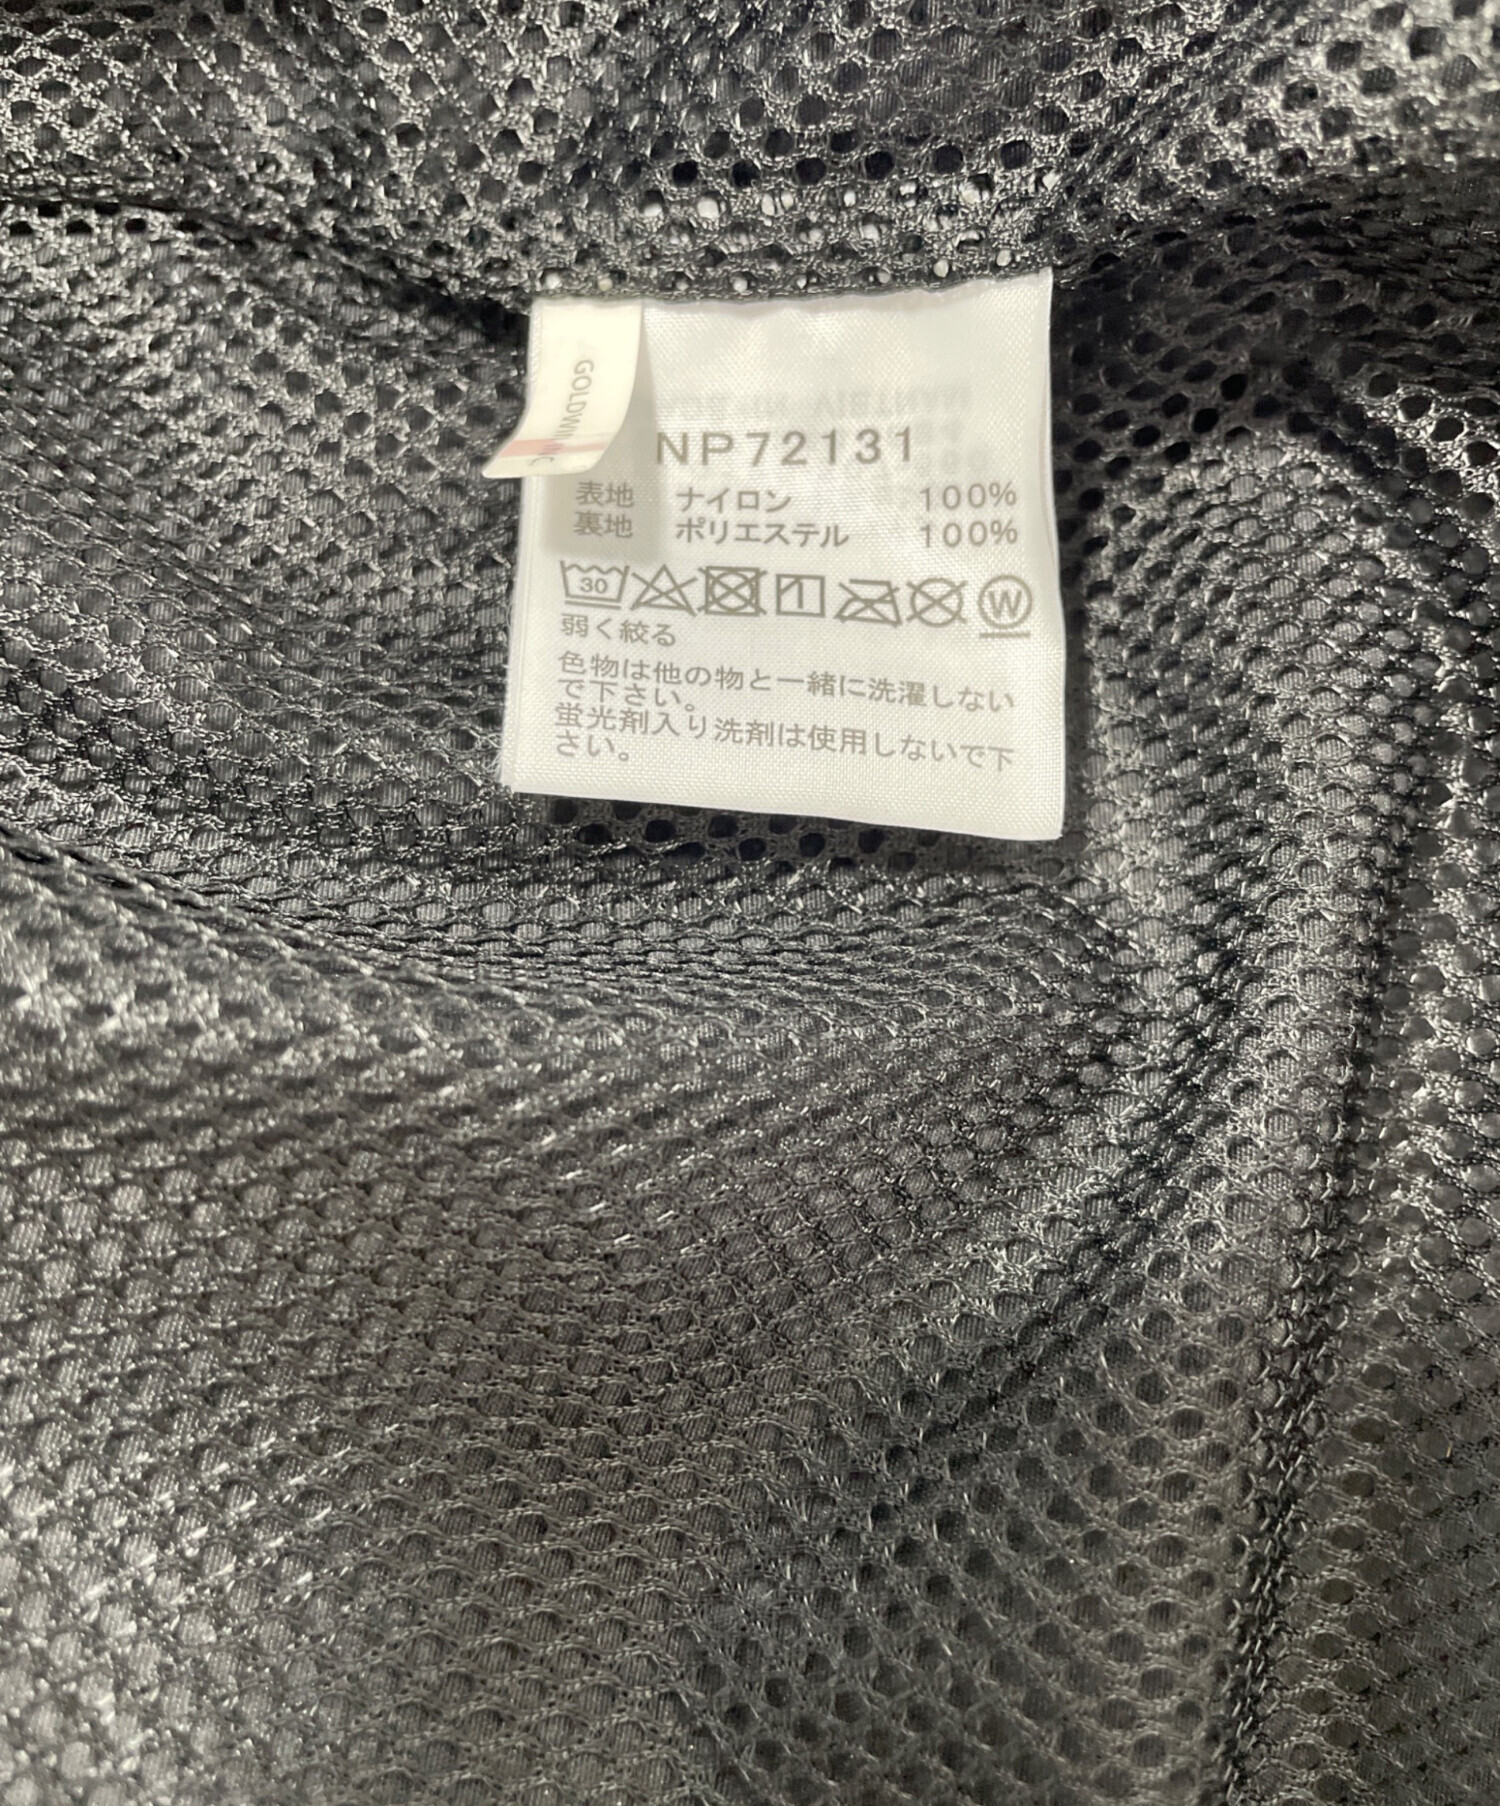 GOLDWIN INC
NP72131
表地 ナイロン 100%
裏地 ポリエステル 100%
30
W
弱く絞る
色物は他の物と一緒に洗濯しない
で下さい。
蛍光剤入り洗剤は使用しないで下
さい。